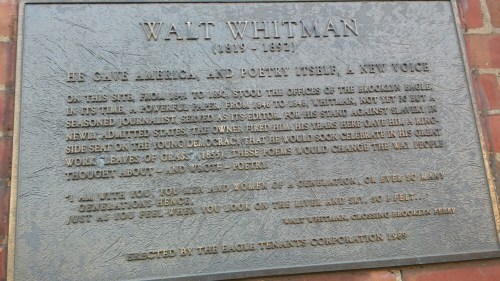 WALT WHITMAN
(1819 - 1892)
HE GAVE AMERICA, AND POETRY ITSELF, A NEW VOICE
ON THIS SITE, FROM TO STOOD THE OFFICES OF THE BROOKLYN EAGLE,
IN ITS TIME A POWERFUL PAPER. FROM 1846 TO 1848, WHITMAN, NOT YET 30 BUT A
SEASONED JOURNALIST, SERVED AS ITS EDITOR. FOR HIS STAND AGAINST SLAVERY IN
NEWLY-ADMITTED STATES, THE OWNER FIRED HIM. HIS YEARS HERE GAVE HIM A RING-
SIDE SEAT ON THE YOUNG DEMOCRACY THAT HE WOULD SOON CELEBRATE IN HIS GREAT
WORK, LEAVES OF GRASS (1855). THESE POEMS WOULD CHANGE THE WAY PEOPLE
THOUGHT ABOUT - AND WROTE - POETRY.
"I AM WITH YOU, YOU MEN AND WOMEN OF A GENERATION, OR EVER SO MANY
GENERATIONS HENCE,
JUST AS YOU FEEL WHEN YOU LOOK ON THE RIVER AND SKY, SO I FELT..."
WALT WHITMAN, CROSSING BROOKLYN FERRY
ERECTED BY THE EAGLE TENANTS CORPORATION 1989